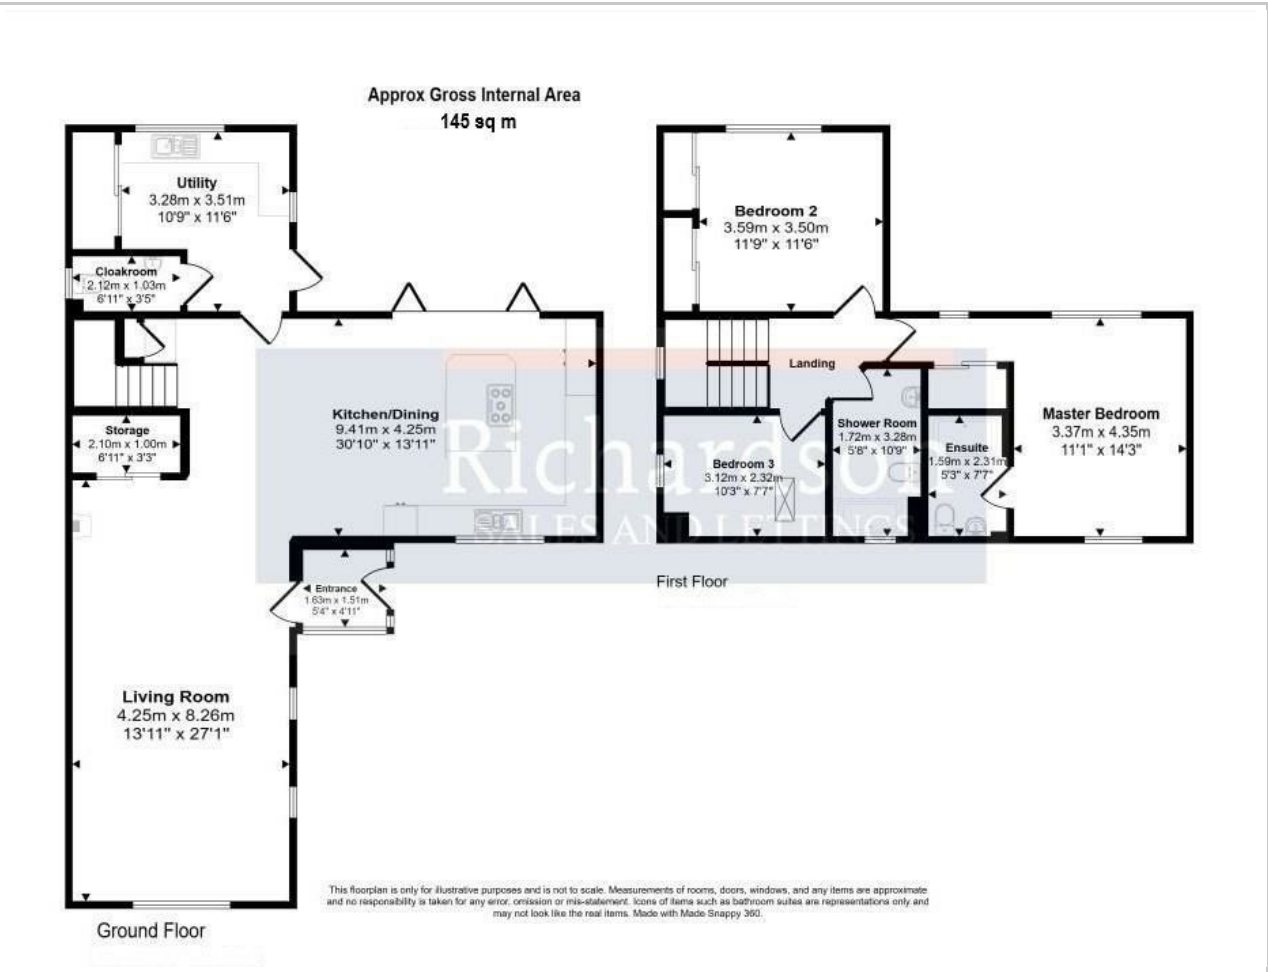 Approx Gross Internal Area
145 sq m
Utility
3.28m x 3.51m
10'9" x 11'6"
Cloakroom
2.12m x 1.03m
6'11" x 3'5"
Kitchen/Dining
9.41m x 4.25m
30'10" x 13'11"
Storage
2.10m x 1.00m
6'11" x 3'3"
Entrance
1.63m x 1.51m
5'4" x 4'11"
Living Room
4.25m x 8.26m
13'11" x 27'1"
Ground Floor
Bedroom 2
3.59m x 3.50m
11'9" x 11'6"
Landing
Master Bedroom
3.37m x 4.35m
11'1" x 14'3"
Shower Room
1.72m x 3.28m
5'8" x 10'9"
Ensuite
1.59m x 2.31m
5'3" x 7'7"
Bedroom 3
3.12m x 2.32m
10'3" x 7'7"
First Floor
Richardson
SALES AND LETTINGS
This floorplan is only for illustrative purposes and is not to scale. Measurements of rooms, doors, windows, and any items are approximate
and no responsibility is taken for any error, omission or mis-statement. Icons of items such as bathroom suites are representations only and
may not look like the real items. Made with Made Snappy 360.